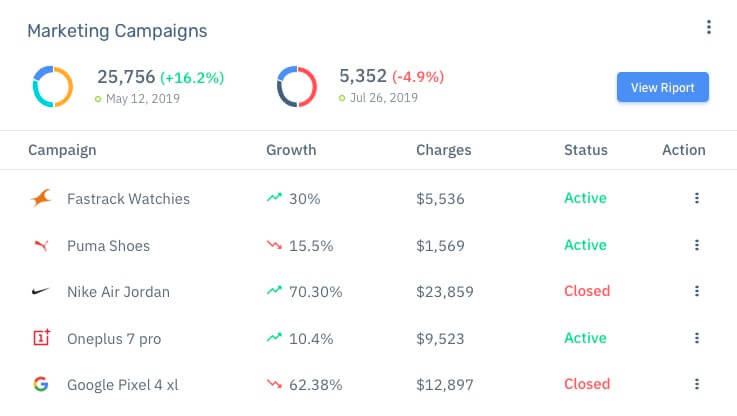 Marketing Campaigns
25,756 (+16.2%)
May 12, 2019
5,352 (-4.9%)
Jul 26, 2019
View Riport
Campaign Growth Charges Status Action
Fastrack Watchies 30% $5,536 Active
Puma Shoes 15.5% $1,569 Active
Nike Air Jordan 70.30% $23,859 Closed
Oneplus 7 pro 10.4% $9,523 Active
Google Pixel 4 xl 62.38% $12,897 Closed